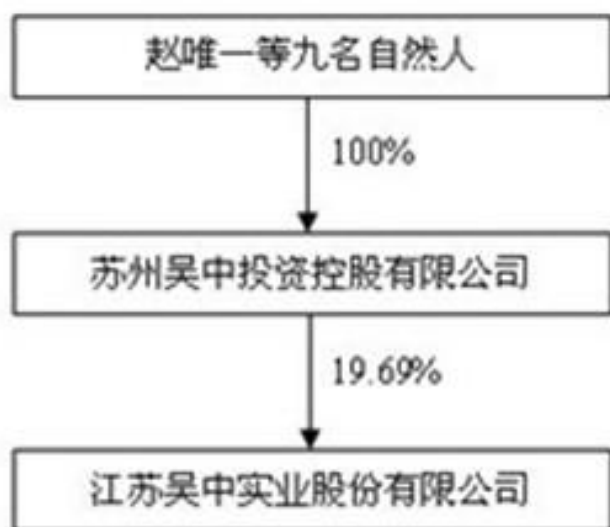 赵唯一等九名自然人
100%
苏州吴中投资控股有限公司
19.69%
江苏吴中实业股份有限公司